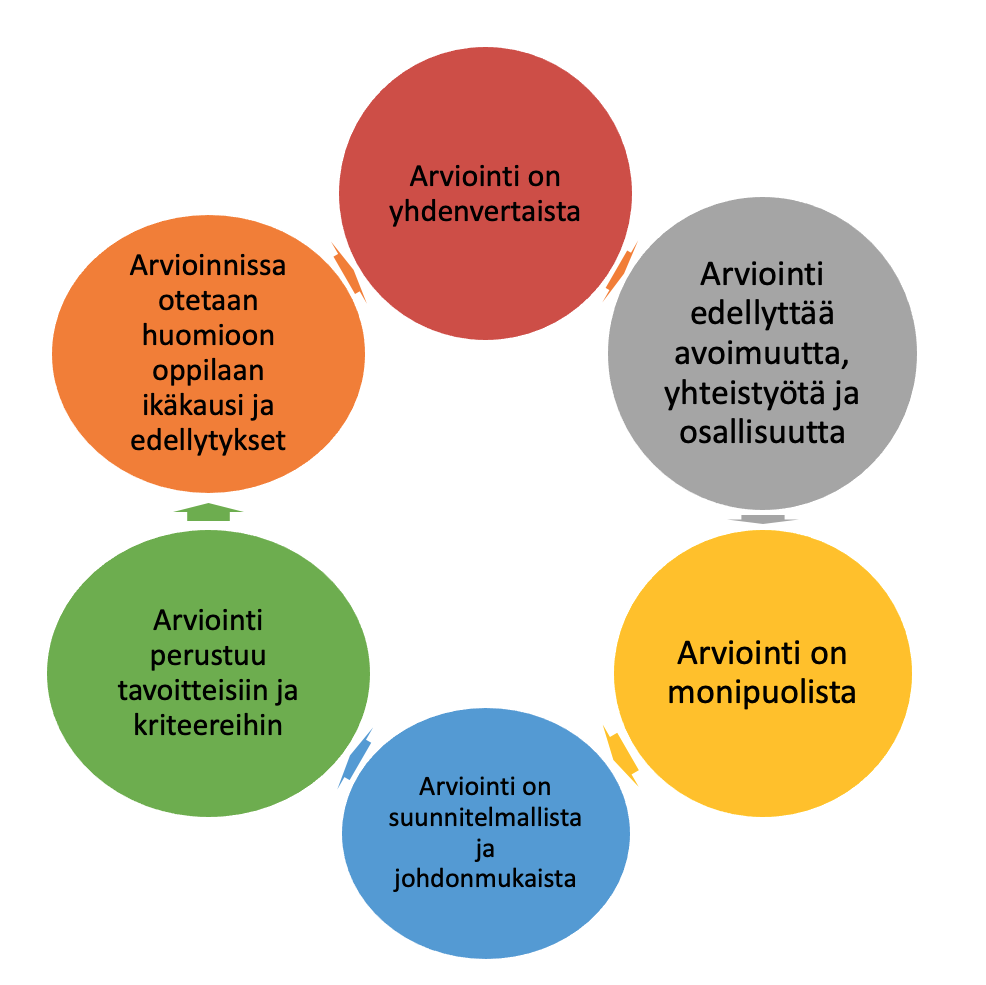 Arviointi on
yhdenvertaista
Arviointi
edellyttää
avoimuutta,
yhteistyötä ja
osallisuutta
Arviointi on
monipuolista
Arviointi on
suunnitelmallista
ja
johdonmukaista
Arviointi
perustuu
tavoitteisiin ja
kriteereihin
Arvioinnissa
otetaan
huomioon
oppilaan
ikäkausi ja
edellytykset